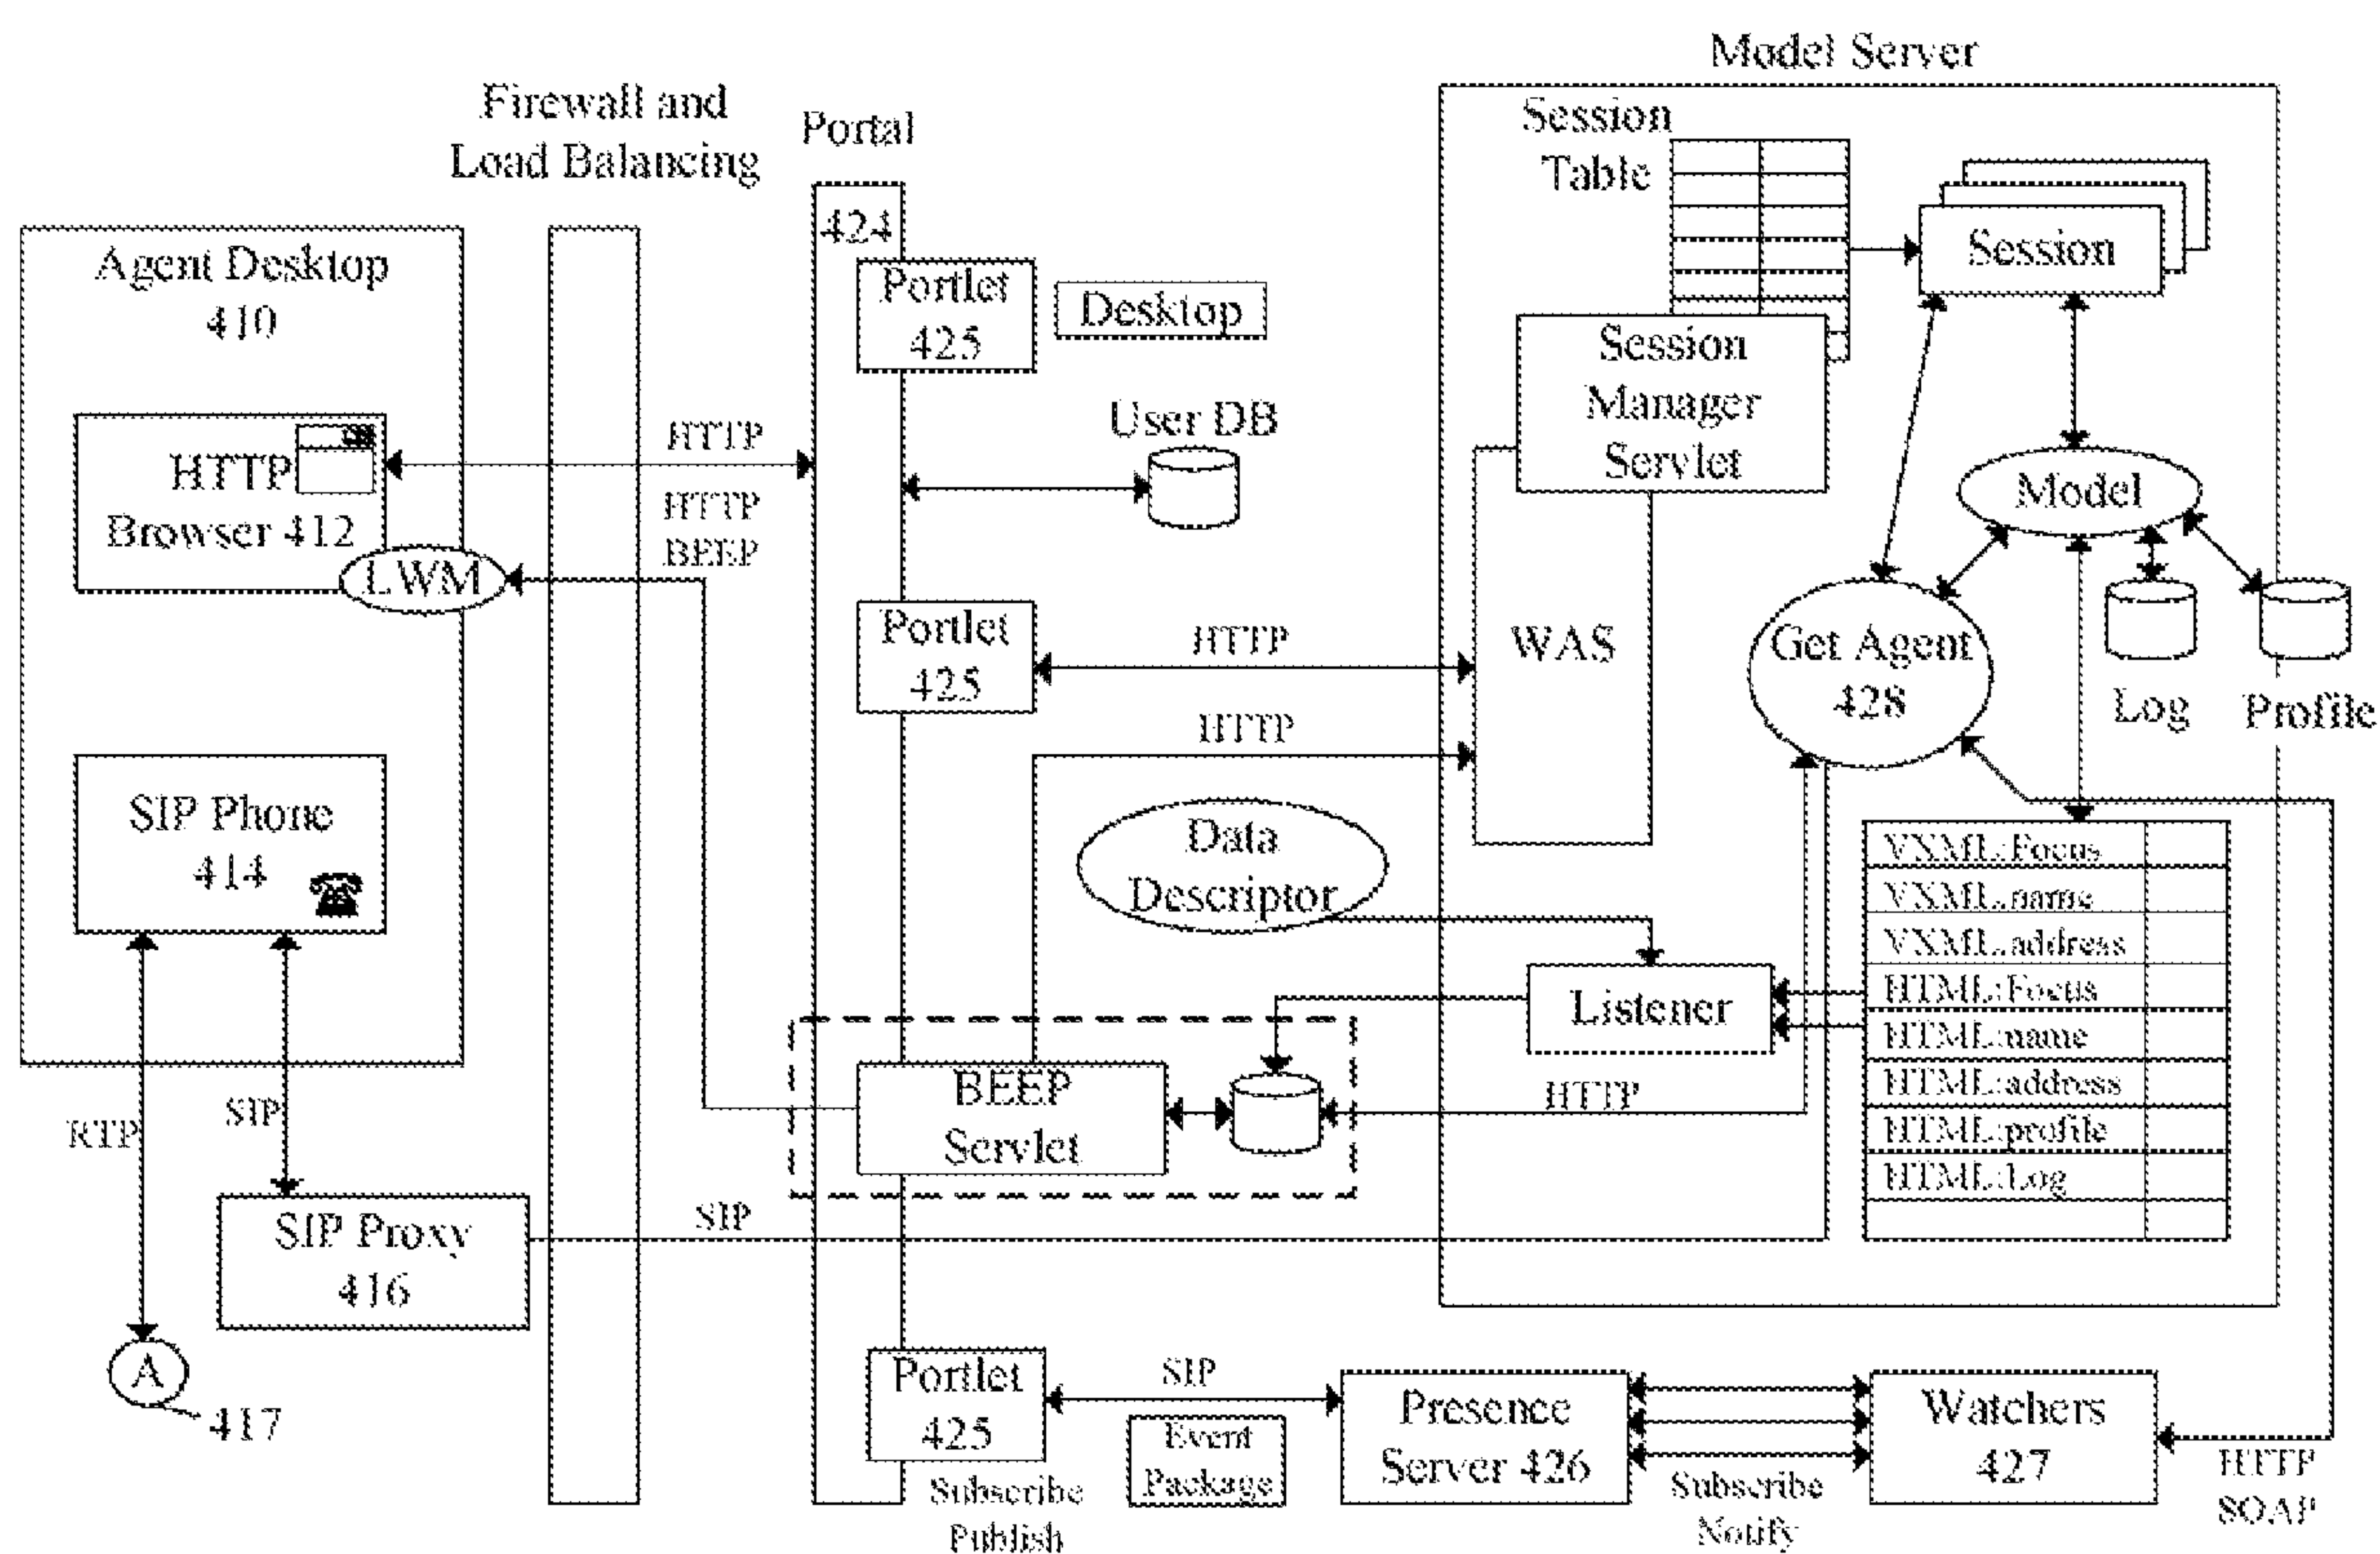 Model Server
Firewall and
Load Balancing
Portal
Session
Table
424
Agent Desktop
410
Portlet
425
Desktop
Session
Session
Manager
Servlet
User DB
HTTP
HTTP
Browser 412
HTTP
BEEP
LWM
Model
Portlet
425
HTTP
WAS
Get Agent
428
Log
Profile
HTTP
SIP Phone
414
Data
Descriptor
VXML:Focus
VXML:name
VXML:address
HTML:Focus
HTML:name
HTML:address
HTML:profile
HTML:Log
Listener
BEEP
Servlet
HTTP
RTP
SIP
SIP Proxy
416
SIP
A
417
Portlet
425
SIP
Event
Package
Subscribe
Publish
Presence
Server 426
Subscribe
Notify
Watchers
427
HTTP
SOAP